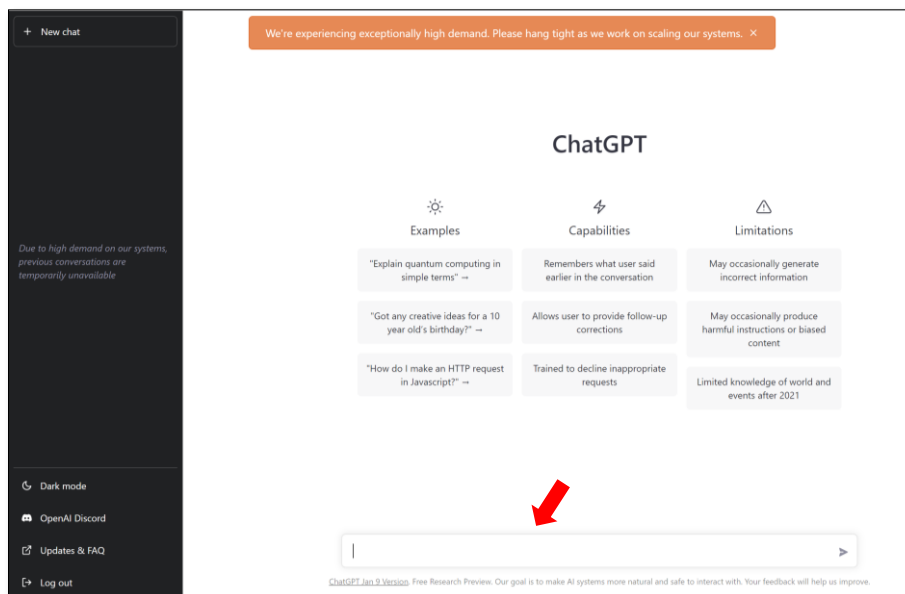 + New chat
We're experiencing exceptionally high demand. Please hang tight as we work on scaling our systems. ×
Due to high demand on our systems,
previous conversations are
temporarily unavailable
Dark mode
OpenAI Discord
Updates & FAQ
Log out
ChatGPT
Examples
"Explain quantum computing in
simple terms" →
"Got any creative ideas for a 10
year old's birthday?" →
"How do I make an HTTP request
in Javascript?" →
Capabilities
Remembers what user said
earlier in the conversation
Allows user to provide follow-up
corrections
Trained to decline inappropriate
requests
Limitations
May occasionally generate
incorrect information
May occasionally produce
harmful instructions or biased
content
Limited knowledge of world and
events after 2021
ChatGPT Jan 9 Version. Free Research Preview. Our goal is to make AI systems more natural and safe to interact with. Your feedback will help us improve.